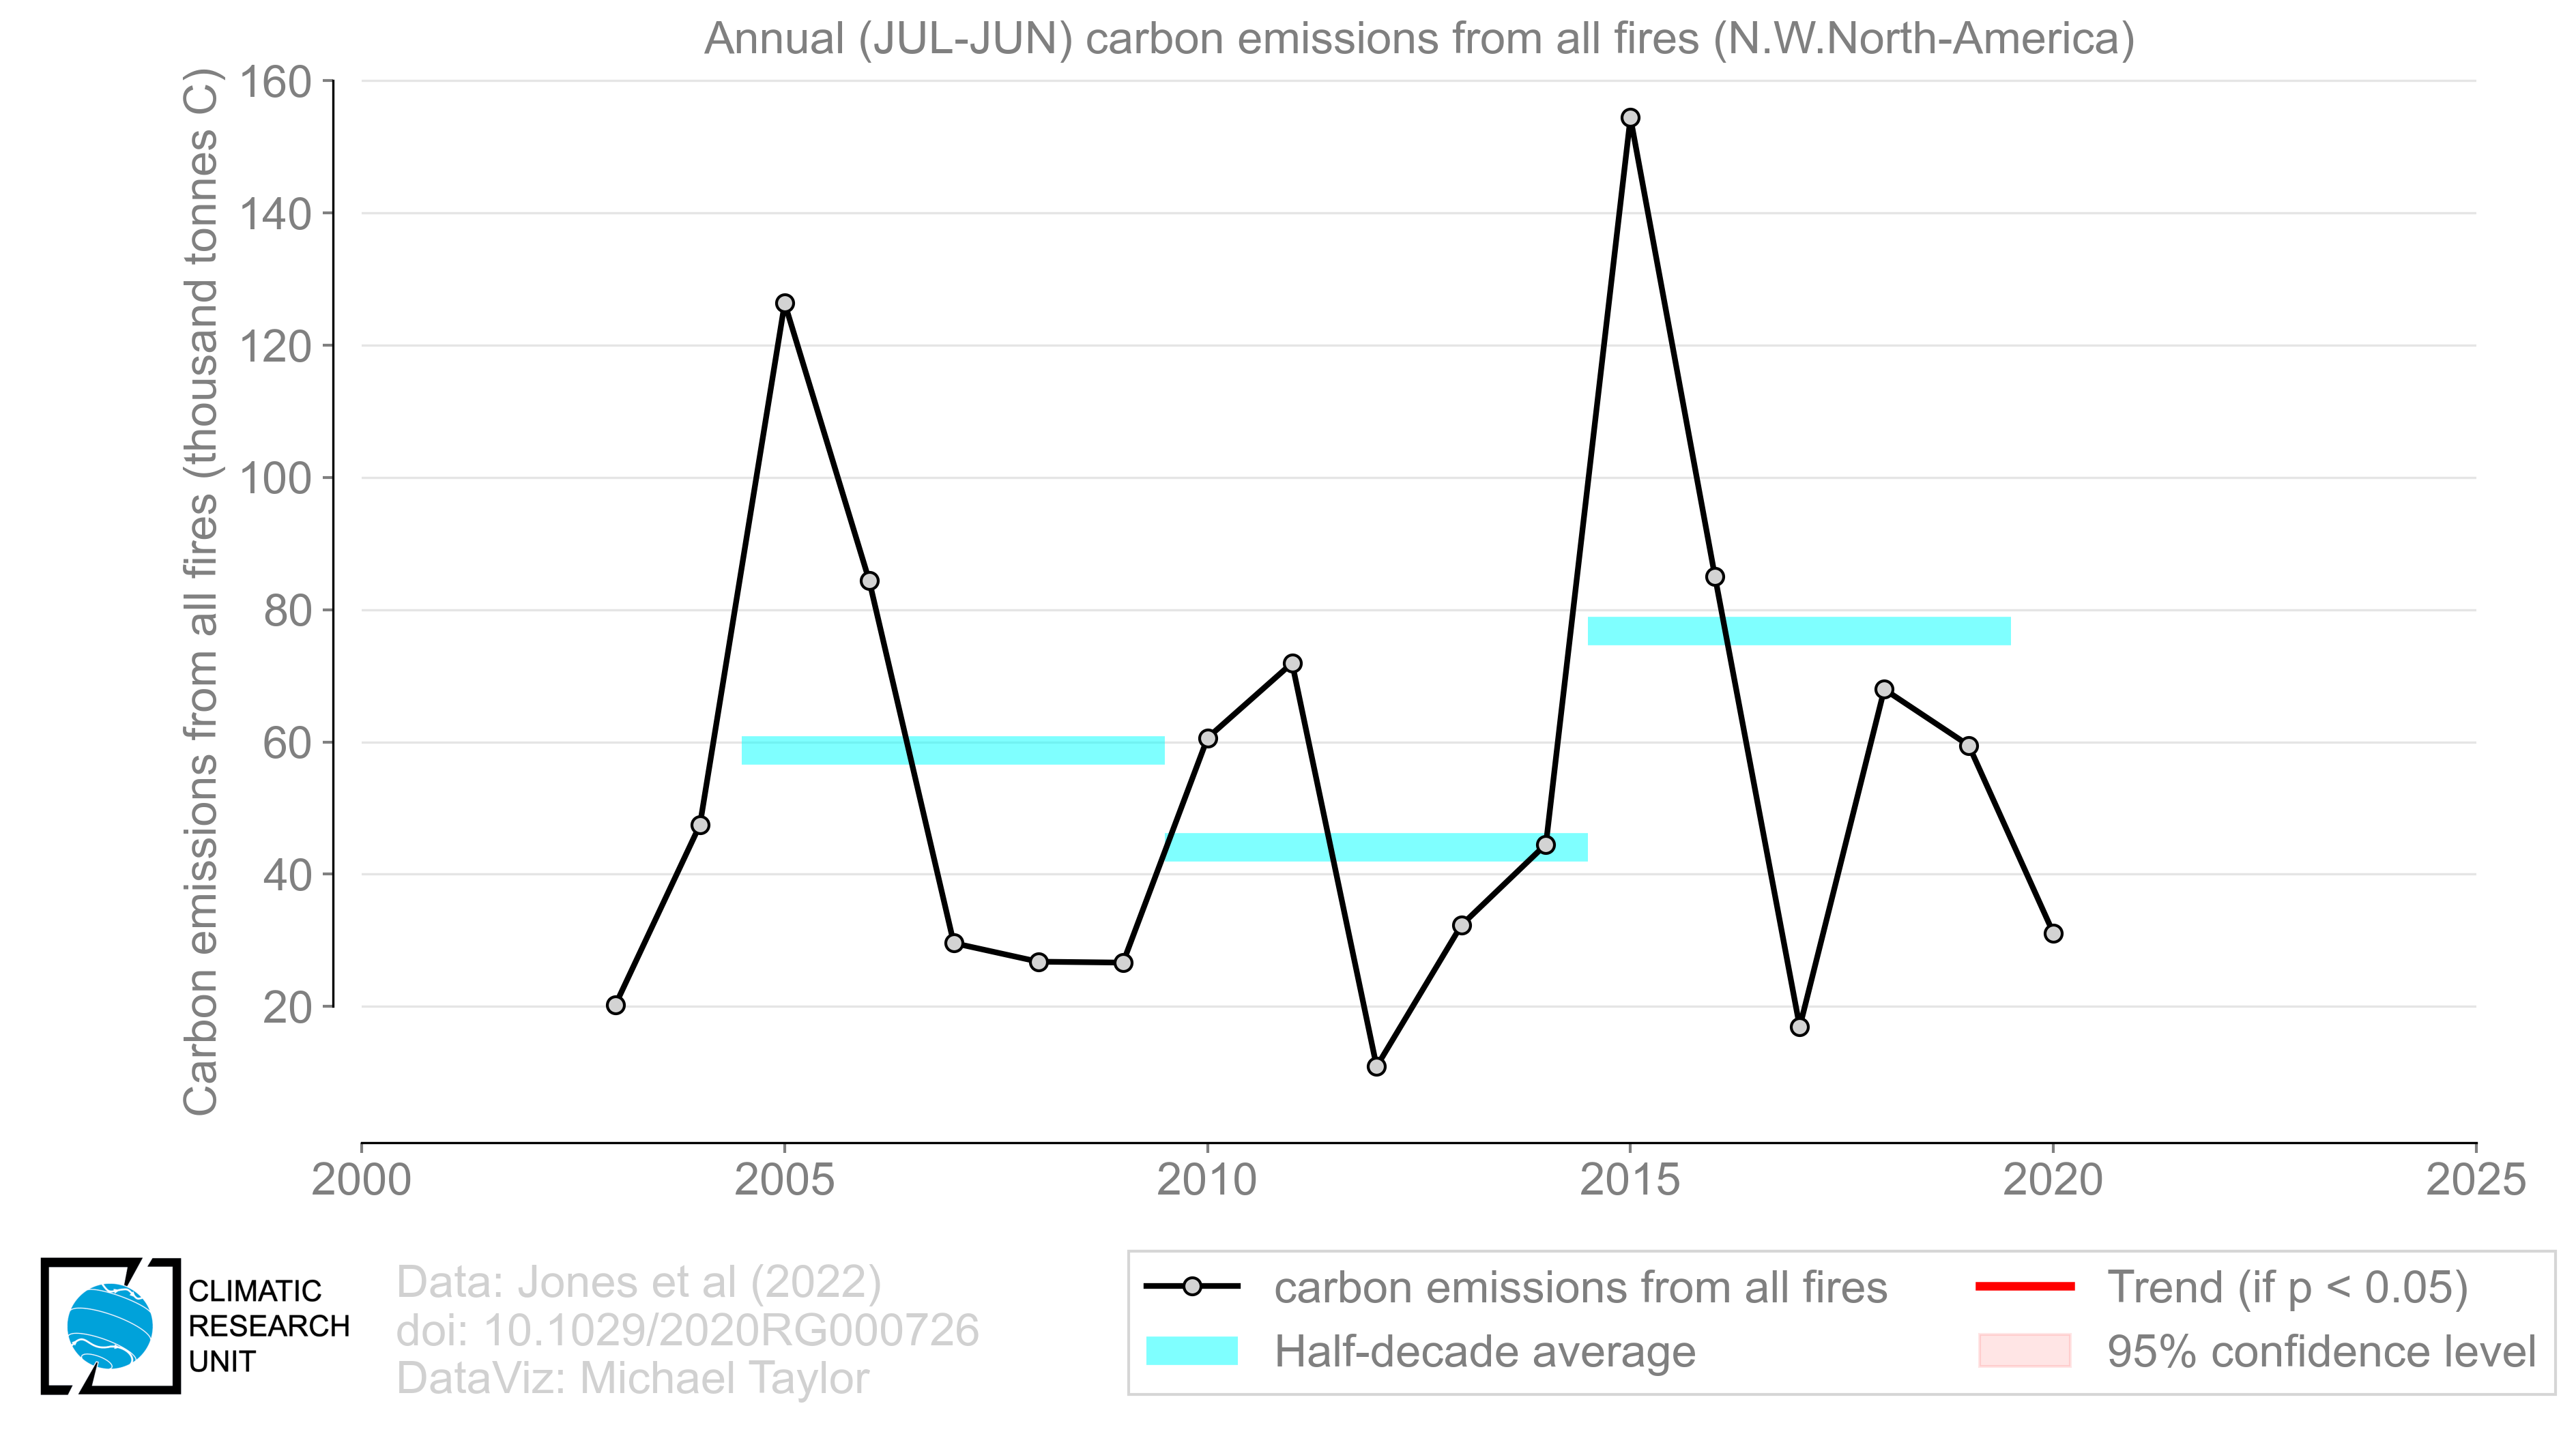 Annual (JUL-JUN) carbon emissions from all fires (N.W.North-America)
Carbon emissions from all fires (thousand tonnes C)
160
140
120
100
80
60
40
20
2000 2005 2010 2015 2020 2025
CLIMATIC
RESEARCH
UNIT
Data: Jones et al (2022)
doi: 10.1029/2020RG000726
DataViz: Michael Taylor
carbon emissions from all fires
Half-decade average
Trend (if p < 0.05)
95% confidence level